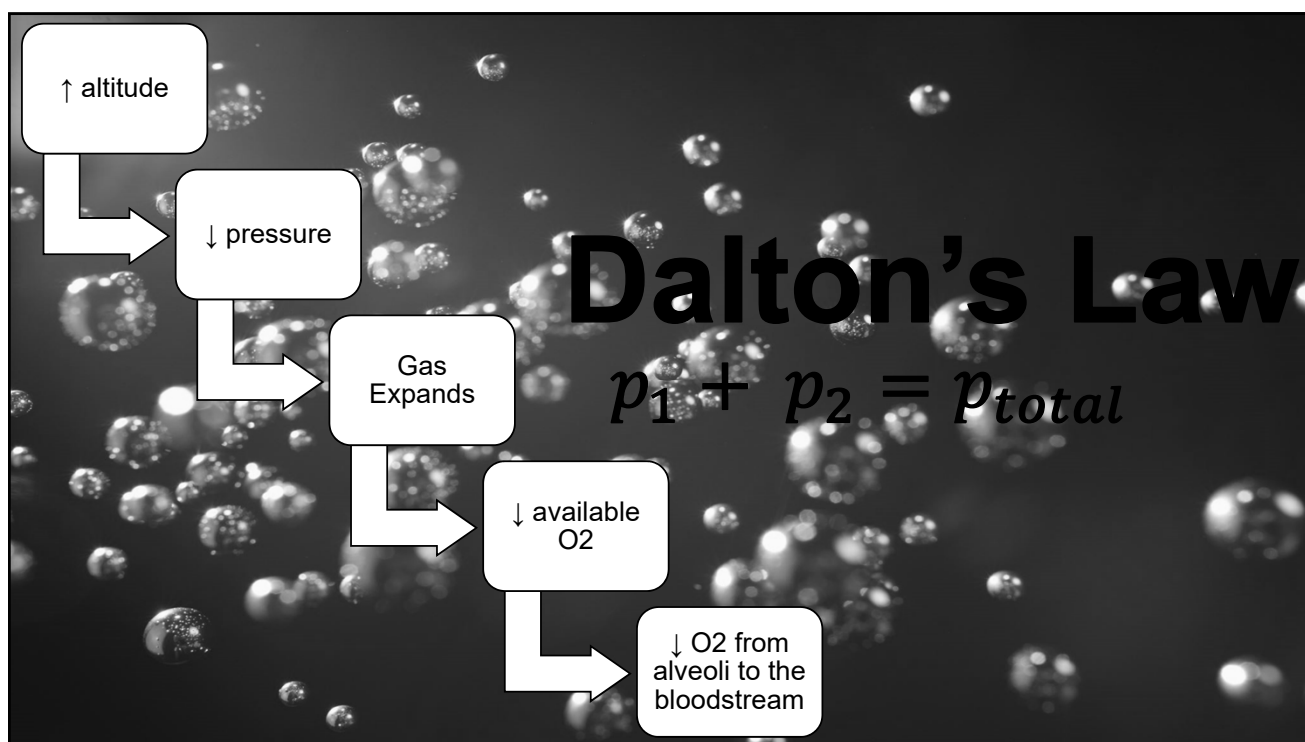 ↑ altitude
↓ pressure
Gas
Expands
↓ available
O2
↓ O2 from
alveoli to the
bloodstream
Dalton’s Law
𝑝₁ + 𝑝₂ = 𝑝ₜₒₜₐₗ